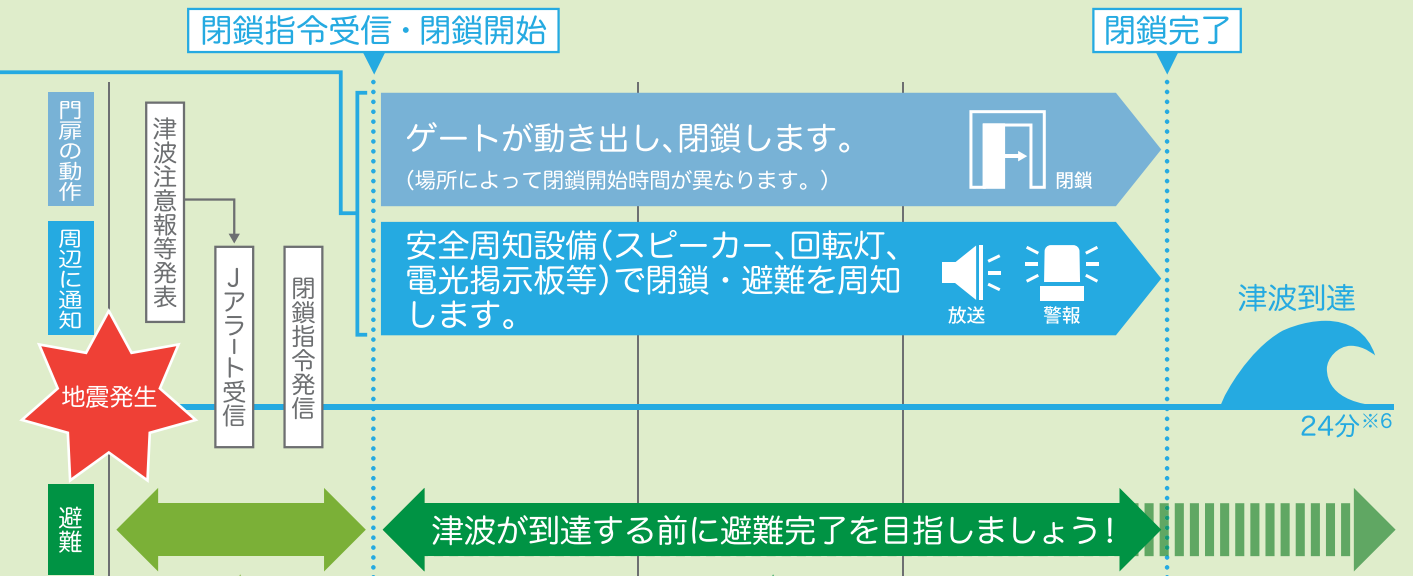 閉鎖指令受信・閉鎖開始
閉鎖完了
門扉の動作
津波注意報等発表
ゲートが動き出し、閉鎖します。
（場所によって閉鎖開始時間が異なります。）
閉鎖
周辺に通知
Jアラート受信
閉鎖指令発信
安全周知設備（スピーカー、回転灯、
電光掲示板等）で閉鎖・避難を周知
します。
放送
警報
津波到達
地震発生
24分※6
避難
津波が到達する前に避難完了を目指しましょう！